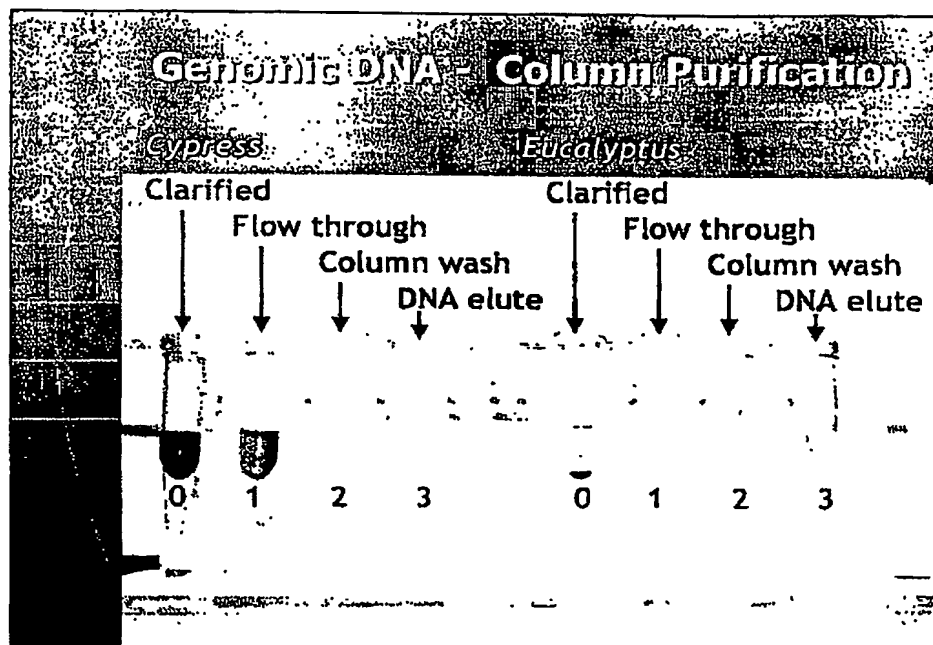 Genomic DNA - Column Purification
Cypress Eucalyptus
Clarified Clarified
Flow through Flow through
Column wash Column wash
DNA elute DNA elute
0 1 2 3 0 1 2 3